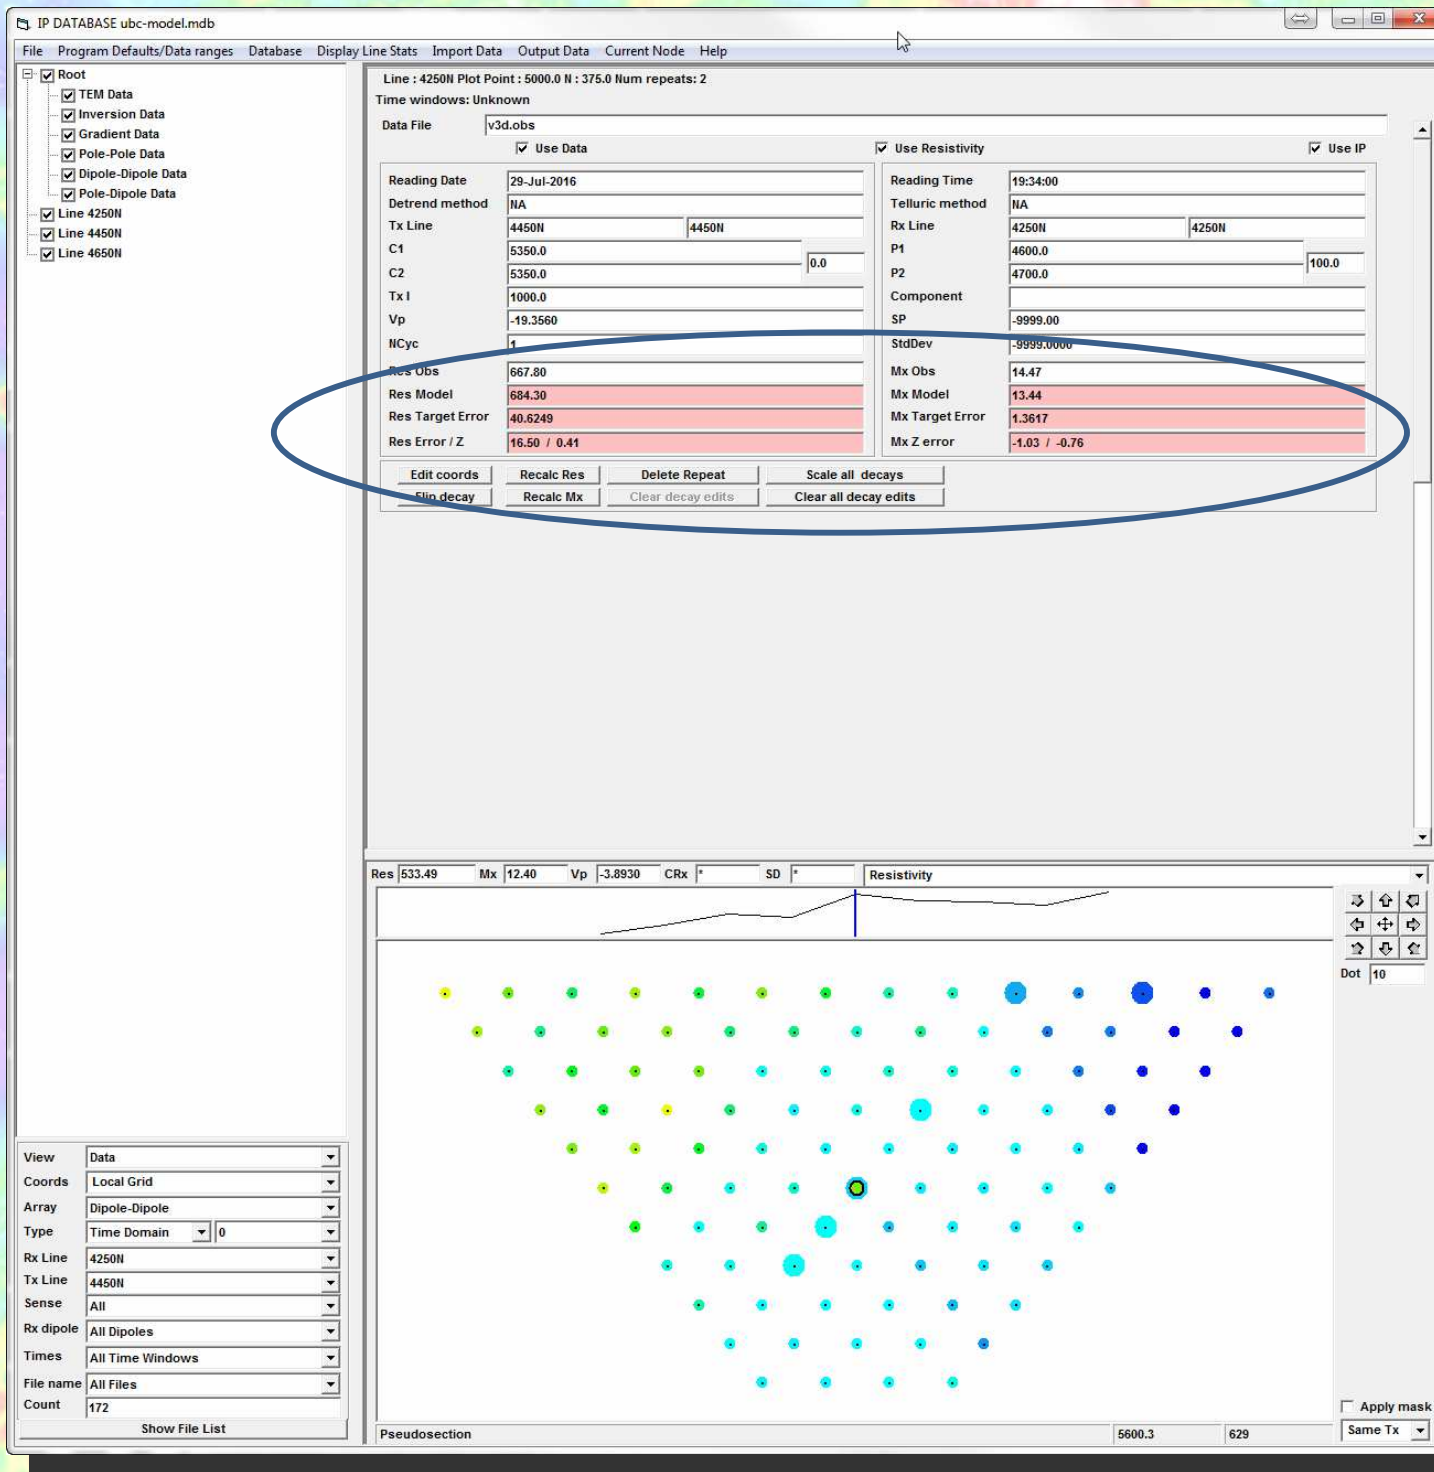 IP DATABASE ubc-model.mdb
File Program Defaults/Data ranges Database Display Line Stats Import Data Output Data Current Node Help
Root
TEM Data
Inversion Data
Gradient Data
Pole-Pole Data
Dipole-Dipole Data
Pole-Dipole Data
Line 4250N
Line 4450N
Line 4650N
Line : 4250N Plot Point : 5000.0 N : 375.0 Num repeats: 2
Time windows: Unknown
Data File v3d.obs
Use Data Use Resistivity Use IP
Reading Date 29-Jul-2016 Reading Time 19:34:00
Detrend method NA Telluric method NA
Tx Line 4450N 4450N Rx Line 4250N 4250N
C1 5350.0 P1 4600.0
0.0 100.0
C2 5350.0 P2 4700.0
Tx I 1000.0 Component
Vp -19.3560 SP -9999.00
NCyc 1 StdDev -9999.0000
Res Obs 667.80 Mx Obs 14.47
Res Model 684.30 Mx Model 13.44
Res Target Error 40.6249 Mx Target Error 1.3617
Res Error / Z 16.50 / 0.41 Mx Z error -1.03 / -0.76
Edit coords Recalc Res Delete Repeat Scale all decays
Flip decay Recalc Mx Clear decay edits Clear all decay edits
Res 533.49 Mx 12.40 Vp -3.8930 CRx * SD * Resistivity
Dot 10
View Data
Coords Local Grid
Array Dipole-Dipole
Type Time Domain 0
Rx Line 4250N
Tx Line 4450N
Sense All
Rx dipole All Dipoles
Times All Time Windows
File name All Files
Count 172
Show File List
Apply mask
Pseudosection 5600.3 629 Same Tx